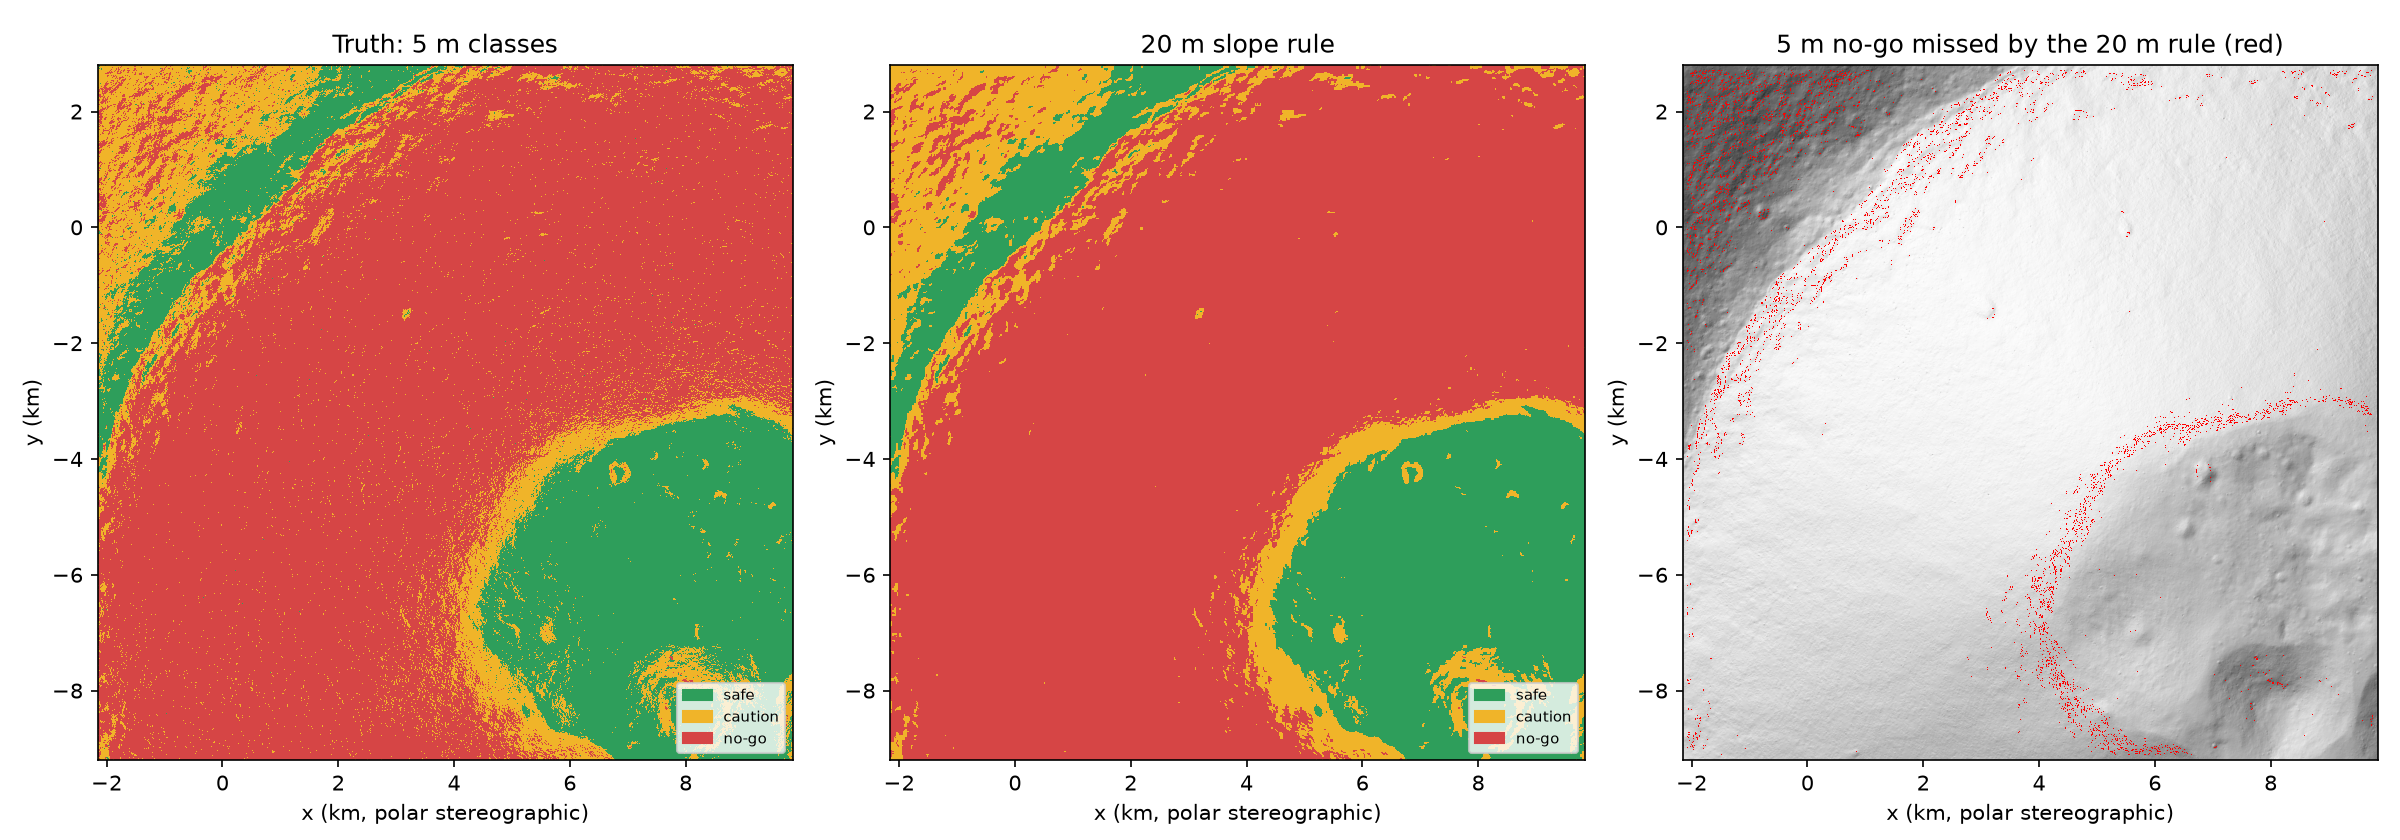 Truth: 5 m classes
2
0
−2
−4
−6
−8
y (km)
−2
0
2
4
6
8
x (km, polar stereographic)
safe
caution
no-go
20 m slope rule
2
0
−2
−4
−6
−8
y (km)
−2
0
2
4
6
8
x (km, polar stereographic)
safe
caution
no-go
5 m no-go missed by the 20 m rule (red)
2
0
−2
−4
−6
−8
y (km)
−2
0
2
4
6
8
x (km, polar stereographic)